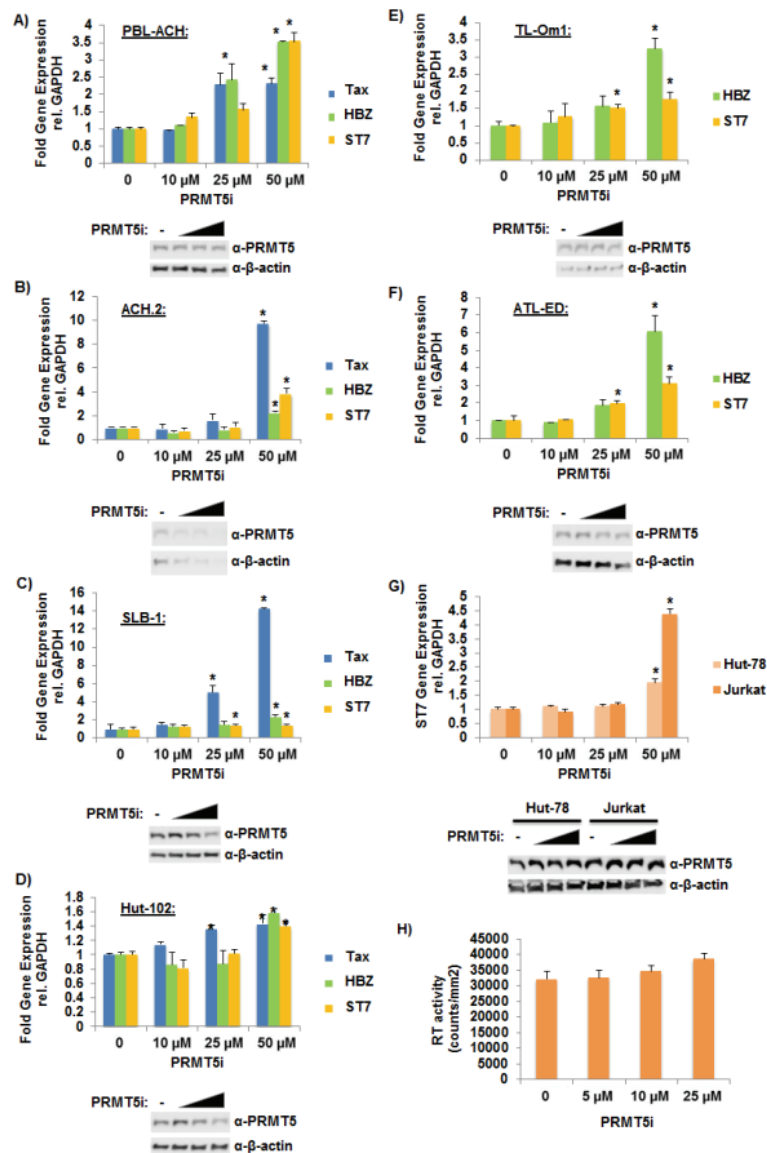 A)
PBL-ACH:
Fold Gene Expression
rel. GAPDH
4
3.5
3
2.5
2
1.5
1
0.5
0
* * * * *
0 10 µM 25 µM 50 µM
PRMT5i
Tax
HBZ
ST7
PRMT5i: -
α-PRMT5
α-β-actin
B)
ACH.2:
Fold Gene Expression
rel. GAPDH
12
10
8
6
4
2
0
* * *
0 10 µM 25 µM 50 µM
PRMT5i
Tax
HBZ
ST7
PRMT5i: -
α-PRMT5
α-β-actin
C)
SLB-1:
Fold Gene Expression
rel. GAPDH
16
14
12
10
8
6
4
2
0
* * * * *
0 10 µM 25 µM 50 µM
PRMT5i
Tax
HBZ
ST7
PRMT5i: -
α-PRMT5
α-β-actin
D)
Hut-102:
Fold Gene Expression
rel. GAPDH
1.8
1.6
1.4
1.2
1
0.8
0.6
0.4
0.2
0
* * * *
0 10 µM 25 µM 50 µM
PRMT5i
Tax
HBZ
ST7
PRMT5i: -
α-PRMT5
α-β-actin
E)
TL-Om1:
Fold Gene Expression
rel. GAPDH
4
3.5
3
2.5
2
1.5
1
0.5
0
* * *
0 10 µM 25 µM 50 µM
PRMT5i
HBZ
ST7
PRMT5i: -
α-PRMT5
α-β-actin
F)
ATL-ED:
Fold Gene Expression
rel. GAPDH
8
7
6
5
4
3
2
1
0
* * *
0 10 µM 25 µM 50 µM
PRMT5i
HBZ
ST7
PRMT5i: -
α-PRMT5
α-β-actin
G)
ST7 Gene Expression
rel. GAPDH
5
4.5
4
3.5
3
2.5
2
1.5
1
0.5
0
* *
0 10 µM 25 µM 50 µM
PRMT5i
Hut-78
Jurkat
Hut-78 Jurkat
PRMT5i: - -
α-PRMT5
α-β-actin
H)
RT activity
(counts/mm2)
45000
40000
35000
30000
25000
20000
15000
10000
5000
0
0 5 µM 10 µM 25 µM
PRMT5i